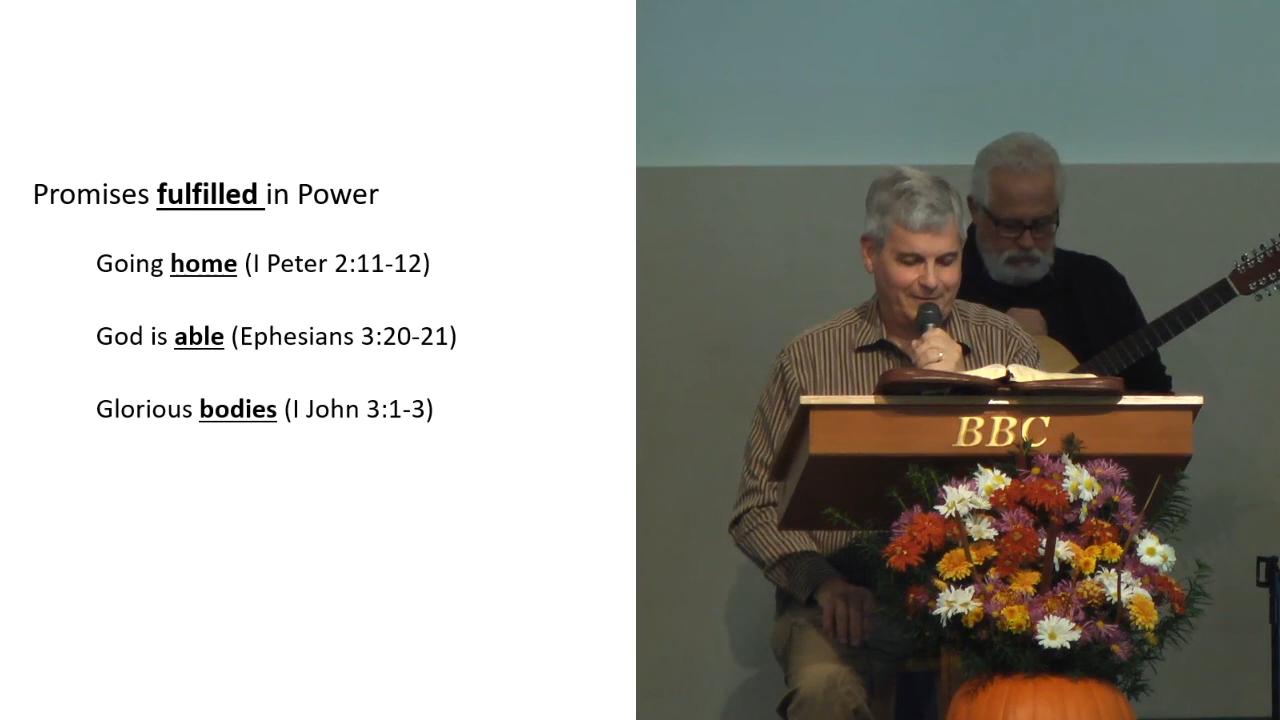 Promises fulfilled in Power
Going home (I Peter 2:11-12)
God is able (Ephesians 3:20-21)
Glorious bodies (I John 3:1-3)
BBC